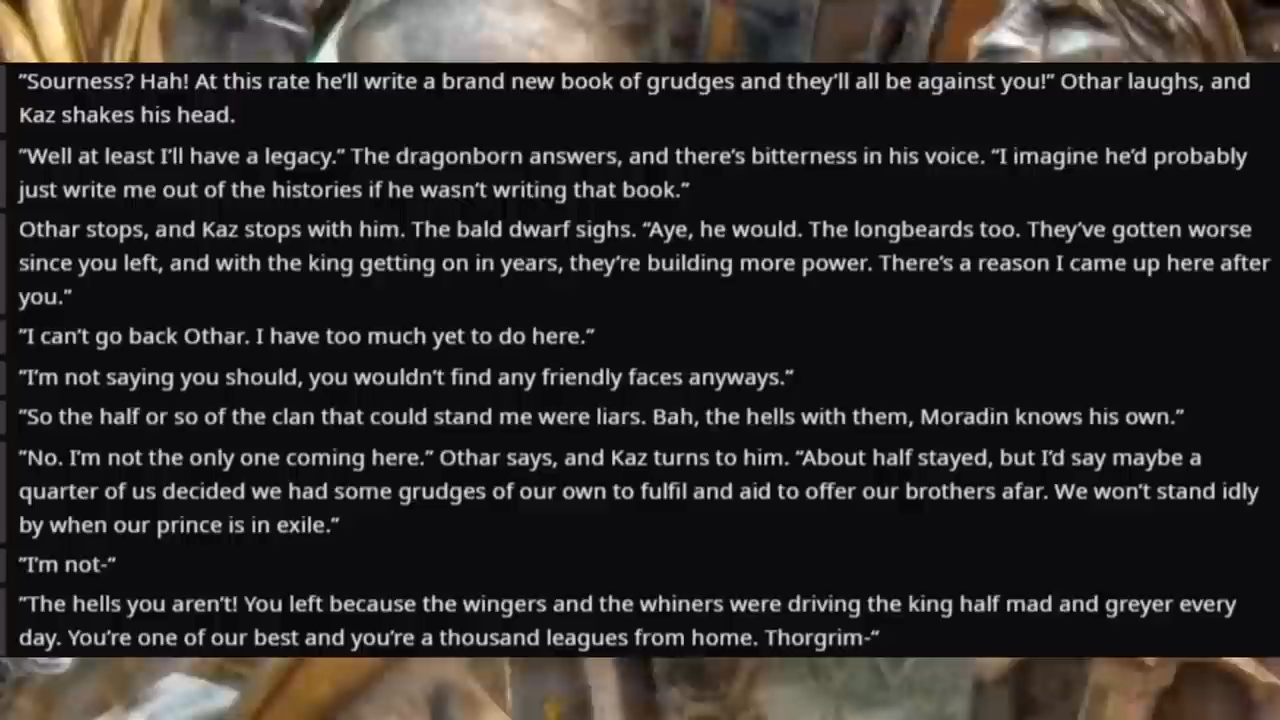 “Sourness? Hah! At this rate he’ll write a brand new book of grudges and they’ll all be against you!” Othar laughs, and
Kaz shakes his head.
“Well at least I’ll have a legacy.” The dragonborn answers, and there’s bitterness in his voice. “I imagine he’d probably
just write me out of the histories if he wasn’t writing that book.”
Othar stops, and Kaz stops with him. The bald dwarf sighs. “Aye, he would. The longbeards too. They’ve gotten worse
since you left, and with the king getting on in years, they’re building more power. There’s a reason I came up here after
you.”
“I can’t go back Othar. I have too much yet to do here.”
“I’m not saying you should, you wouldn’t find any friendly faces anyways.”
“So the half or so of the clan that could stand me were liars. Bah, the hells with them, Moradin knows his own.”
“No. I’m not the only one coming here.” Othar says, and Kaz turns to him. “About half stayed, but I’d say maybe a
quarter of us decided we had some grudges of our own to fulfil and aid to offer our brothers afar. We won’t stand idly
by when our prince is in exile.”
“I’m not-“
“The hells you aren’t! You left because the wingers and the whiners were driving the king half mad and greyer every
day. You’re one of our best and you’re a thousand leagues from home. Thorgrim-“